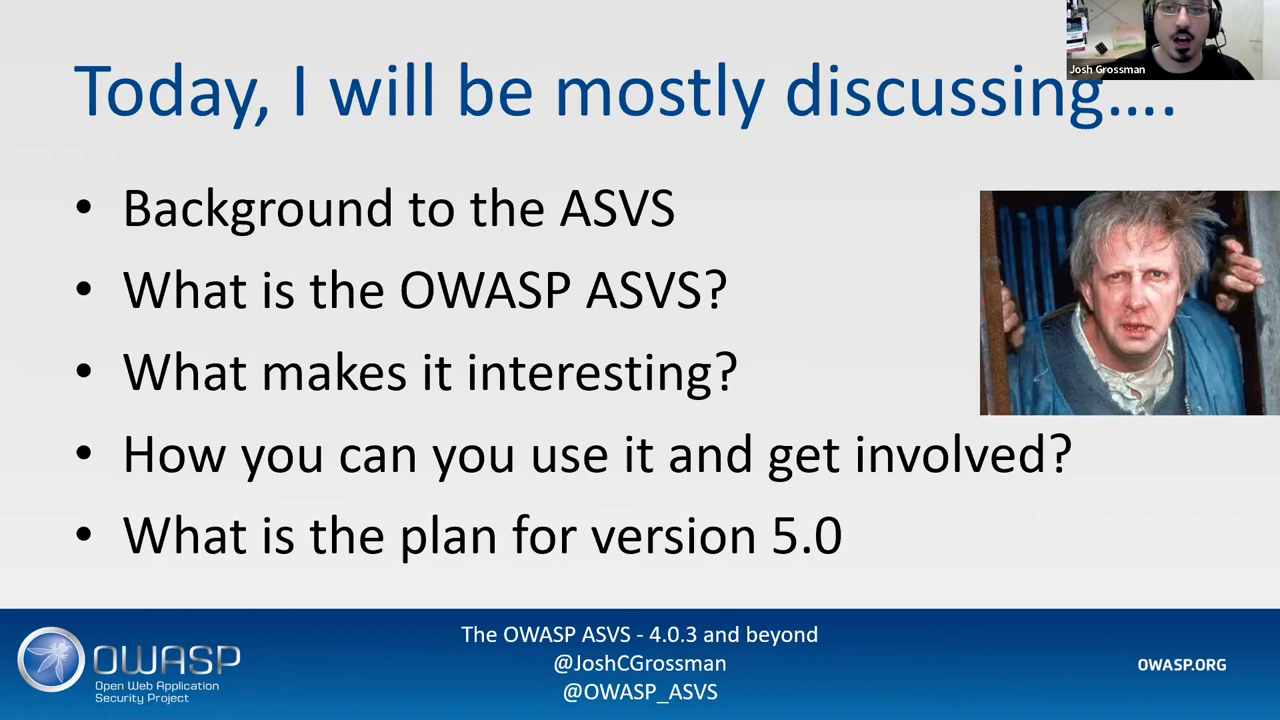 Josh Grossman
Today, I will be mostly discussing....
• Background to the ASVS
• What is the OWASP ASVS?
• What makes it interesting?
• How you can you use it and get involved?
• What is the plan for version 5.0
OWASP
Open Web Application
Security Project
The OWASP ASVS - 4.0.3 and beyond
@JoshCGrossman
@OWASP_ASVS
OWASP.ORG